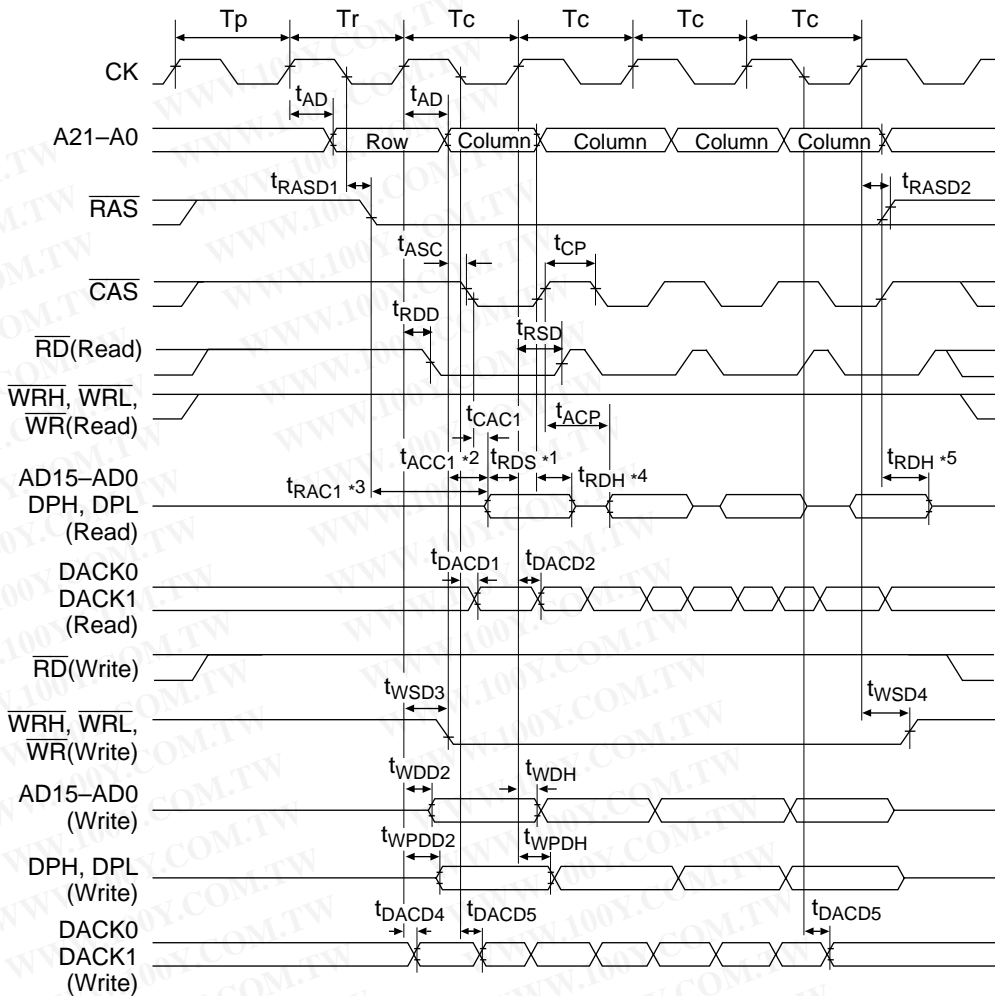 Tp Tr Tc Tc Tc Tc
CK
tAD tAD
A21–A0 Row Column Column Column Column
tRASD1 tRASD2
RAS
tASC tCP
CAS
tRDD tRSD
RD(Read)
WRH, WRL,
WR(Read)
tCAC1 tACP
tACC1 *2 tRDS *1 tRDH *4 tRDH *5
tRAC1 *3
AD15–AD0
DPH, DPL
(Read)
tDACD1 tDACD2
DACK0
DACK1
(Read)
RD(Write)
tWSD3 tWSD4
WRH, WRL,
WR(Write)
tWDD2 tWDH
AD15–AD0
(Write)
tWPDD2 tWPDH
DPH, DPL
(Write)
tDACD4 tDACD5 tDACD5
DACK0
DACK1
(Write)
WWW.100Y.COM.TW